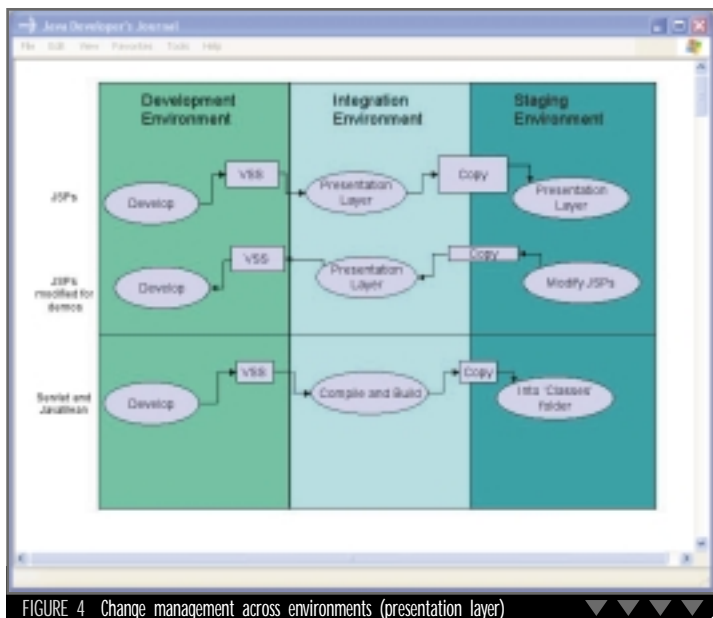 Java Developer's Journal
File Edit View Favorites Tools Help
Development
Environment
Integration
Environment
Staging
Environment
JSPs
Develop
VSS
Presentation
Layer
Copy
Presentation
Layer
JSPs
modified for
demos
Develop
VSS
Presentation
Layer
Copy
Modify JSPs
Servlet and
JavaBean
Develop
VSS
Compile and Build
Copy
Into 'Classes'
folder
FIGURE 4 Change management across environments (presentation layer)